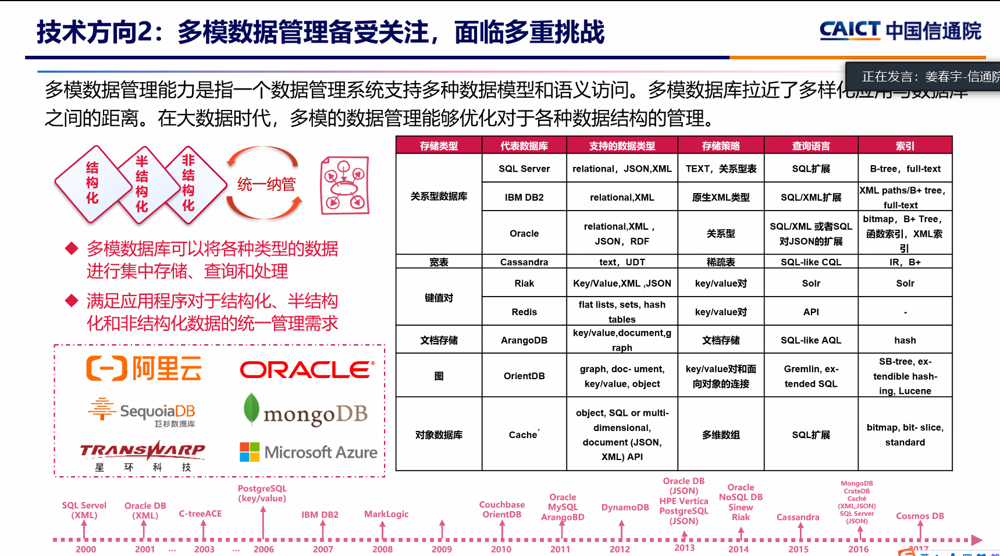 技术方向2：多模数据管理备受关注，面临多重挑战
CAICT 中国信通院
正在发言：姜春宇-信通院
多模数据管理能力是指一个数据管理系统支持多种数据模型和语义访问。多模数据库拉近了多样化应用与数据库
之间的距离。在大数据时代，多模的数据管理能够优化对于各种数据结构的管理。
结构化
半结构化
非结构化
统一纳管
多模数据库可以将各种类型的数据
进行集中存储、查询和处理
满足应用程序对于结构化、半结构
化和非结构化数据的统一管理需求
阿里云
ORACLE®
SequoiaDB
巨杉数据库
mongoDB
TRANSWARP
星环科技
Microsoft Azure
存储类型 代表数据库 支持的数据类型 存储策略 查询语言 索引
关系型数据库
SQL Server relational，JSON,XML TEXT，关系型表 SQL扩展 B-tree，full-text
IBM DB2 relational,XML 原生XML类型 SQL/XML扩展 XML paths/B+ tree，
full-text
Oracle relational,XML，
JSON，RDF
关系型
SQL/XML 或者SQL
对JSON的扩展
bitmap，B+ Tree，
函数索引，XML索
引
宽表 Cassandra text，UDT 稀疏表 SQL-like CQL IR，B+
键值对
Riak Key/Value,XML ,JSON key/value对 Solr Solr
Redis flat lists, sets, hash
tables
key/value对 API -
文档存储 ArangoDB key/value,document,g
raph
文档存储 SQL-like AQL hash
图 OrientDB graph, doc- ument,
key/value, object
key/value对和面
向对象的连接
Gremlin, ex-
tended SQL
SB-tree, ex-
tendible hash-
ing, Lucene
对象数据库 Cache´ object, SQL or multi-
dimensional,
document (JSON,
XML) API
多维数组 SQL扩展 bitmap, bit- slice,
standard
SQL Servel
(XML)
Oracle DB
(XML)
C-treeACE
PostgreSQL
(key/value)
IBM DB2
MarkLogic
Couchbase
OrientDB
Oracle
MySQL
ArangoBD
DynamoDB
Oracle DB
(JSON)
HPE Vertica
PostgreSQL
(JSON)
Oracle
NoSQL DB
Sinew
Riak
Cassandra
MongoDB
CrateDB
Caché
(XML,JSON)
SQL Server
(JSON)
Cosmos DB
2000 2001 ... 2003 ... 2006 2007 2008 2009 2010 2011 2012 2013 2014 2015 2016 2017
英